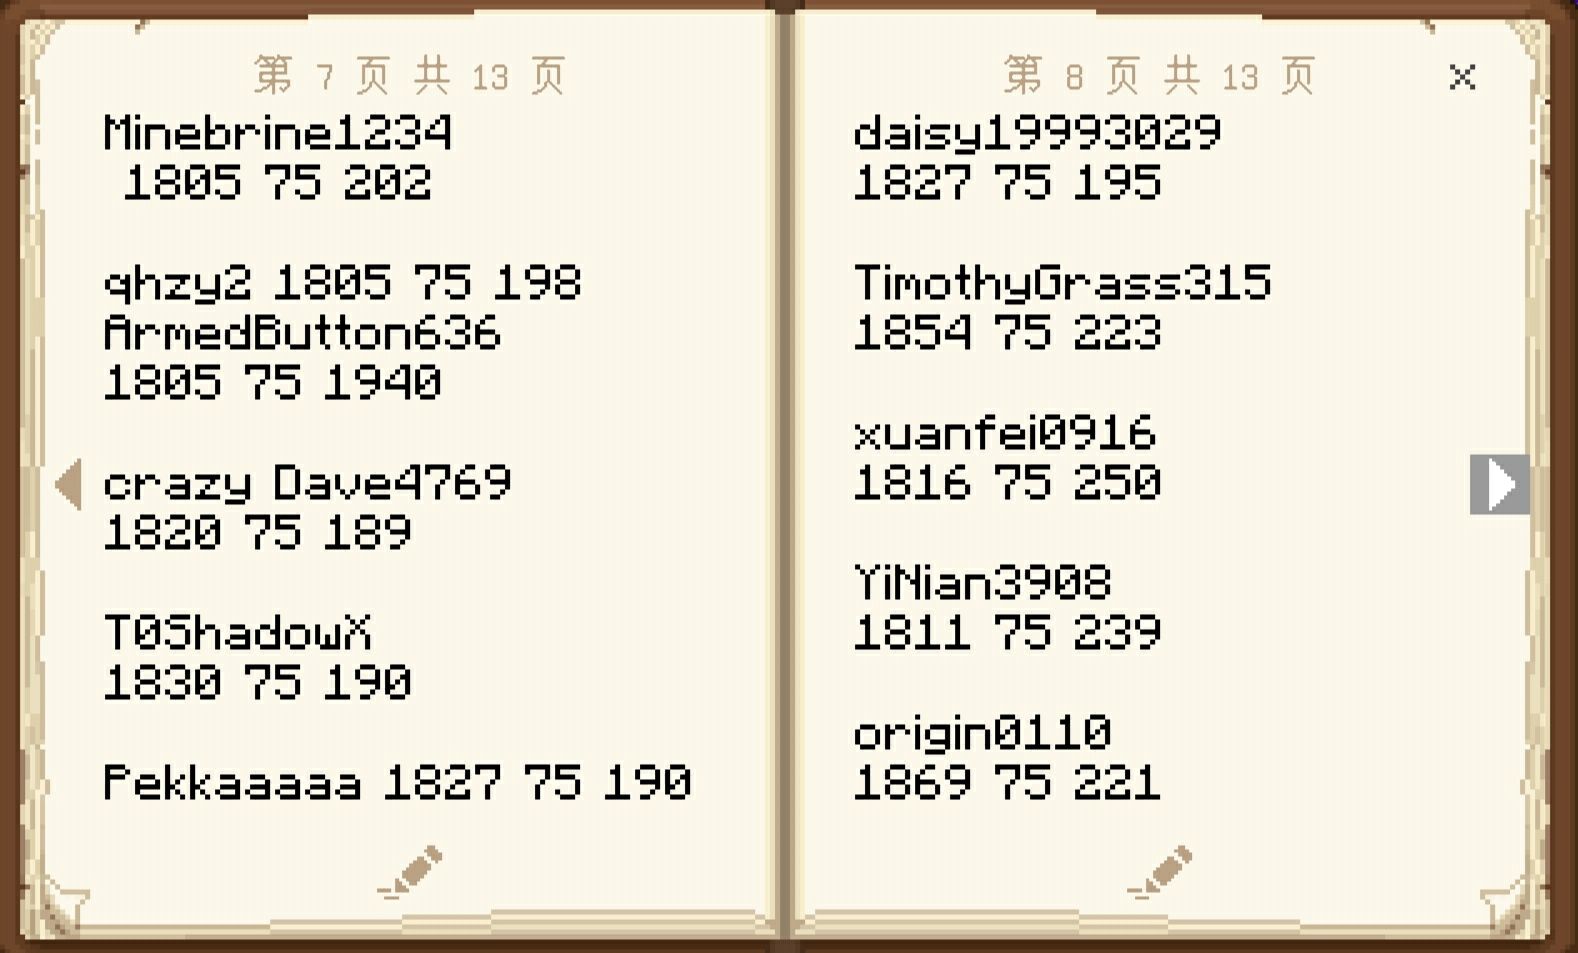 第 7 页 共 13 页
Minebrine1234
1805 75 202
qhzy2 1805 75 198
ArmedButton636
1805 75 1940
crazy Dave4769
1820 75 189
T0ShadowX
1830 75 190
Pekkaaaaa 1827 75 190
第 8 页 共 13 页
daisy19993029
1827 75 195
TimothyGrass315
1854 75 223
xuanfei0916
1816 75 250
YiNian3908
1811 75 239
origin0110
1869 75 221